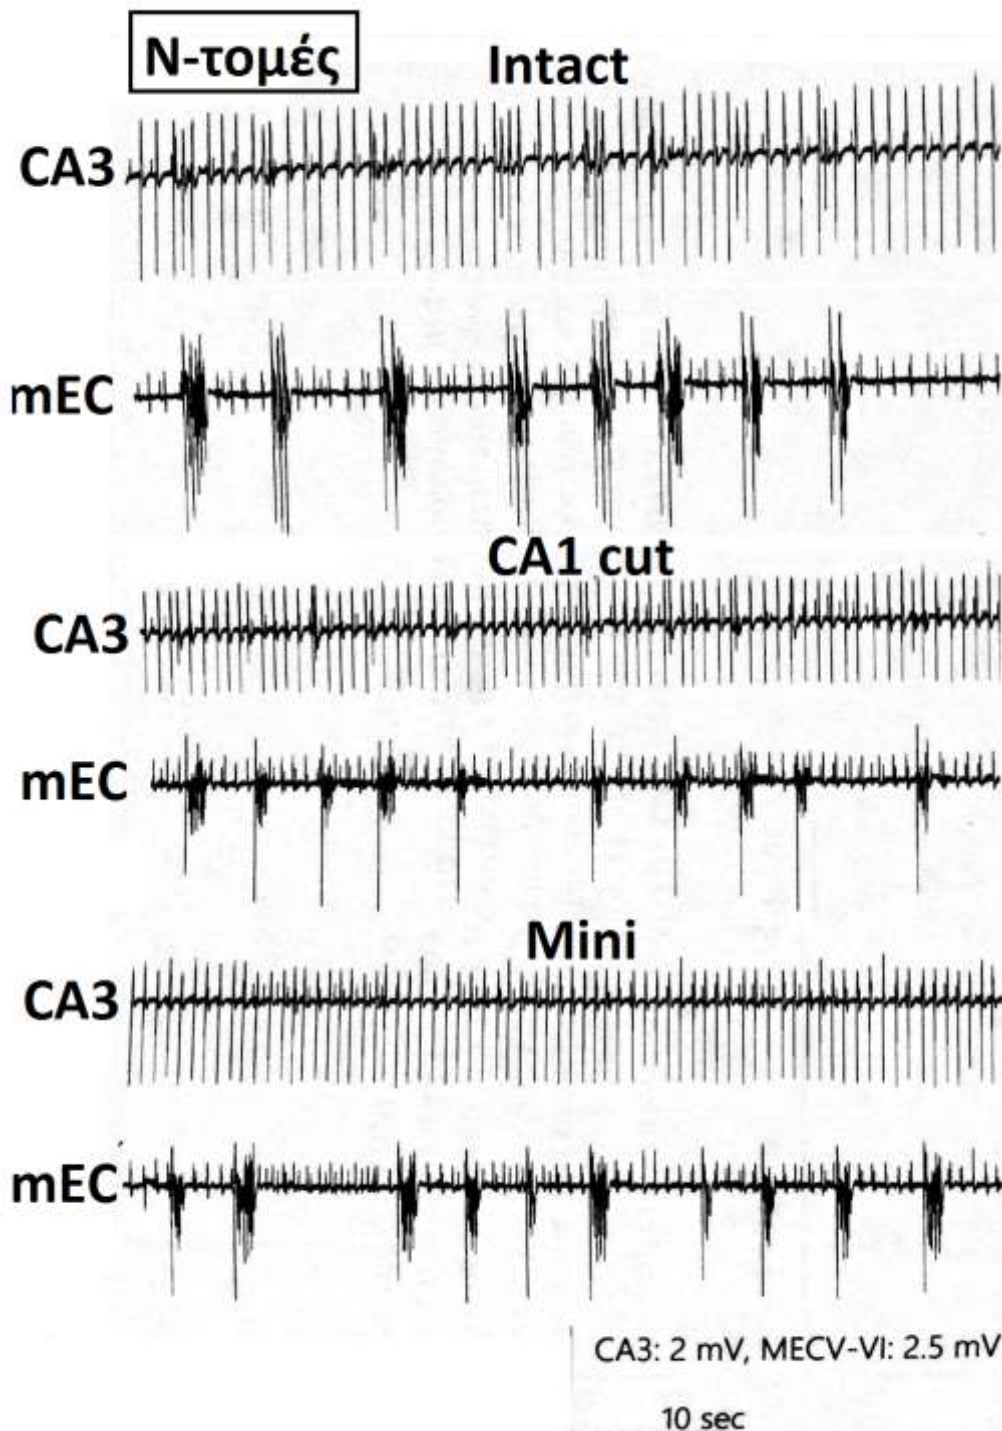 Ν-τομές
Intact
CA3
mEC
CA1 cut
CA3
mEC
Mini
CA3
mEC
CA3: 2 mV, MECV-VI: 2.5 mV
10 sec